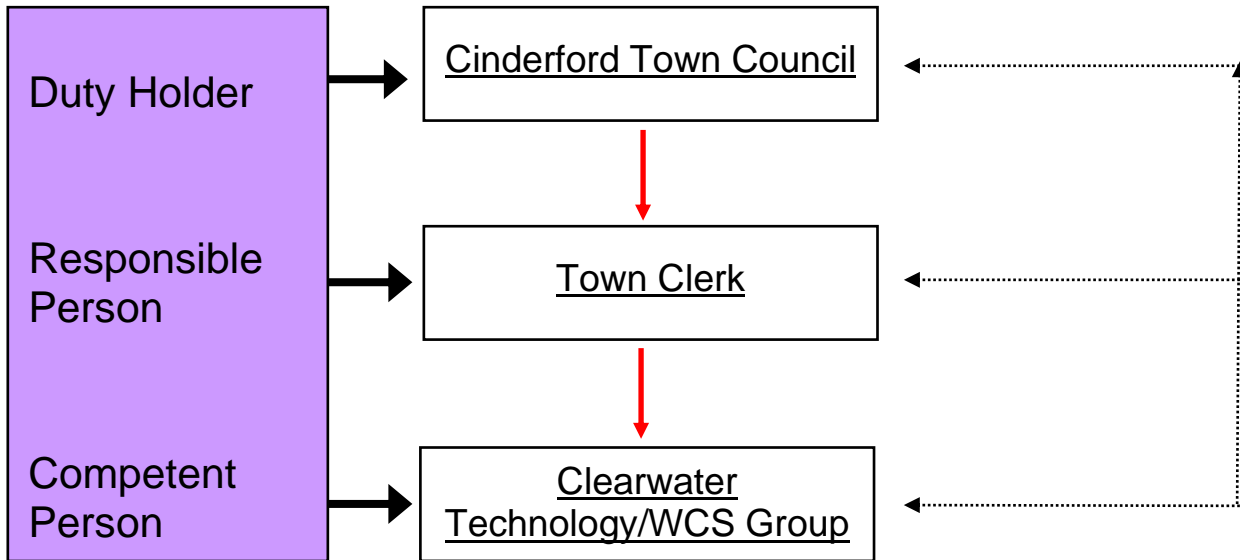 Duty Holder
Cinderford Town Council
Responsible
Person
Town Clerk
Competent
Person
Clearwater
Technology/WCS Group